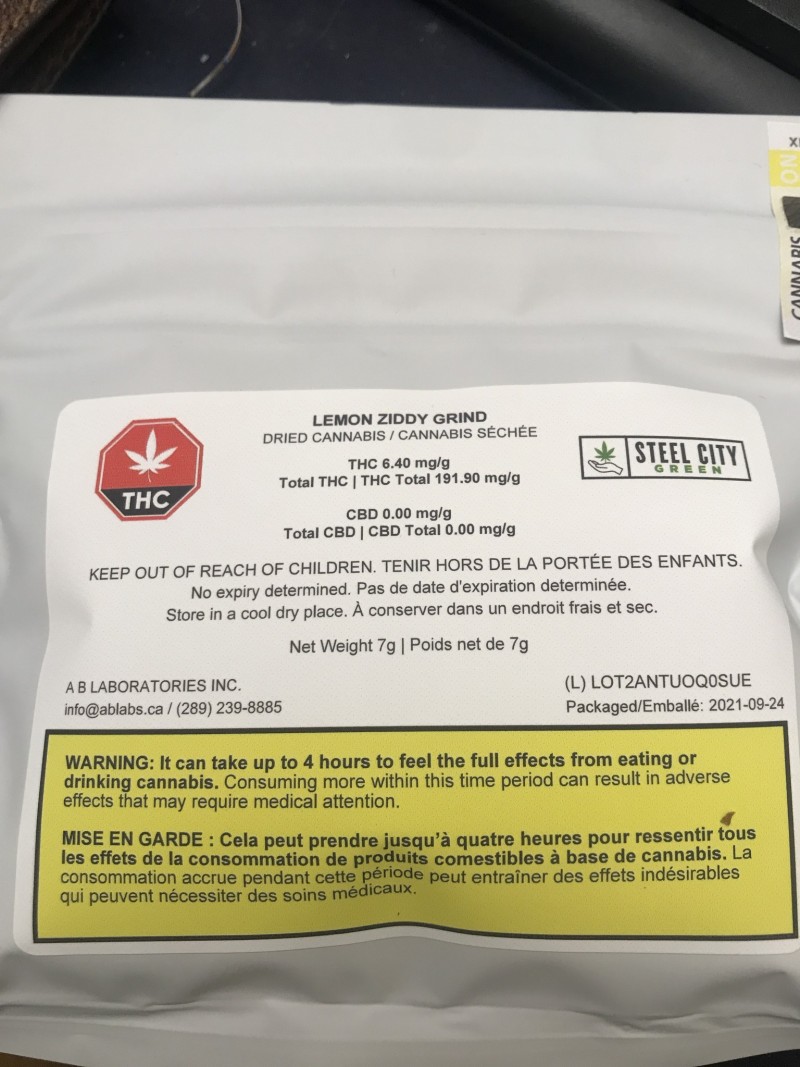 LEMON ZIDDY GRIND
DRIED CANNABIS / CANNABIS SÉCHÉE
THC 6.40 mg/g
Total THC | THC Total 191.90 mg/g
CBD 0.00 mg/g
Total CBD | CBD Total 0.00 mg/g
THC
STEEL CITY
GREEN
KEEP OUT OF REACH OF CHILDREN. TENIR HORS DE LA PORTÉE DES ENFANTS.
No expiry determined. Pas de date d'expiration determinée.
Store in a cool dry place. À conserver dans un endroit frais et sec.
Net Weight 7g | Poids net de 7g
A B LABORATORIES INC.
info@ablabs.ca / (289) 239-8885
(L) LOT2ANTUOQ0SUE
Packaged/Emballé: 2021-09-24
WARNING: It can take up to 4 hours to feel the full effects from eating or
drinking cannabis. Consuming more within this time period can result in adverse
effects that may require medical attention.
MISE EN GARDE : Cela peut prendre jusqu'à quatre heures pour ressentir tous
les effets de la consommation de produits comestibles à base de cannabis. La
consommation accrue pendant cette période peut entraîner des effets indésirables
qui peuvent nécessiter des soins médicaux.
ON
CANNABIS